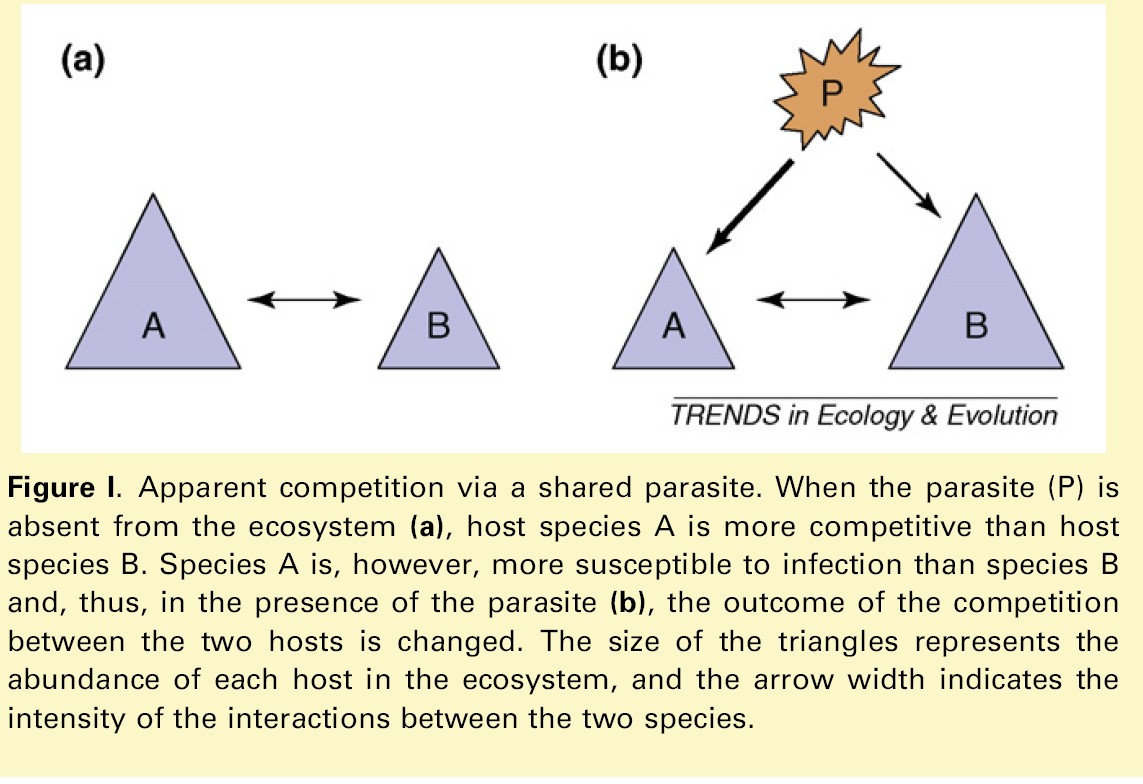 (a)
(b)
P
A
B
A
B
TRENDS in Ecology & Evolution
Figure I. Apparent competition via a shared parasite. When the parasite (P) is
absent from the ecosystem (a), host species A is more competitive than host
species B. Species A is, however, more susceptible to infection than species B
and, thus, in the presence of the parasite (b), the outcome of the competition
between the two hosts is changed. The size of the triangles represents the
abundance of each host in the ecosystem, and the arrow width indicates the
intensity of the interactions between the two species.